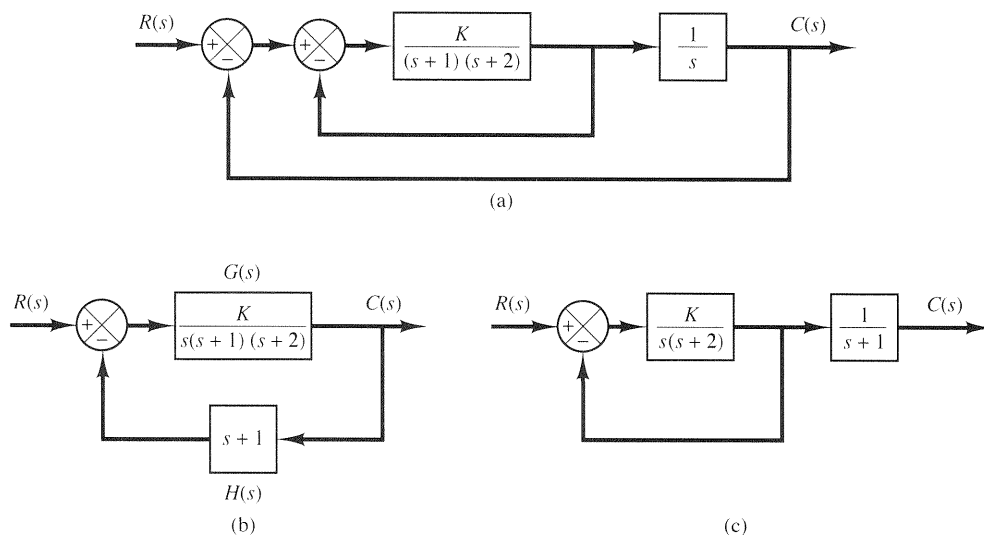 R(s)
+
−
+
−
K
(s + 1) (s + 2)
1
s
C(s)
(a)
G(s)
R(s)
+
−
K
s(s + 1) (s + 2)
C(s)
s + 1
H(s)
(b)
R(s)
+
−
K
s(s + 2)
1
s + 1
C(s)
(c)